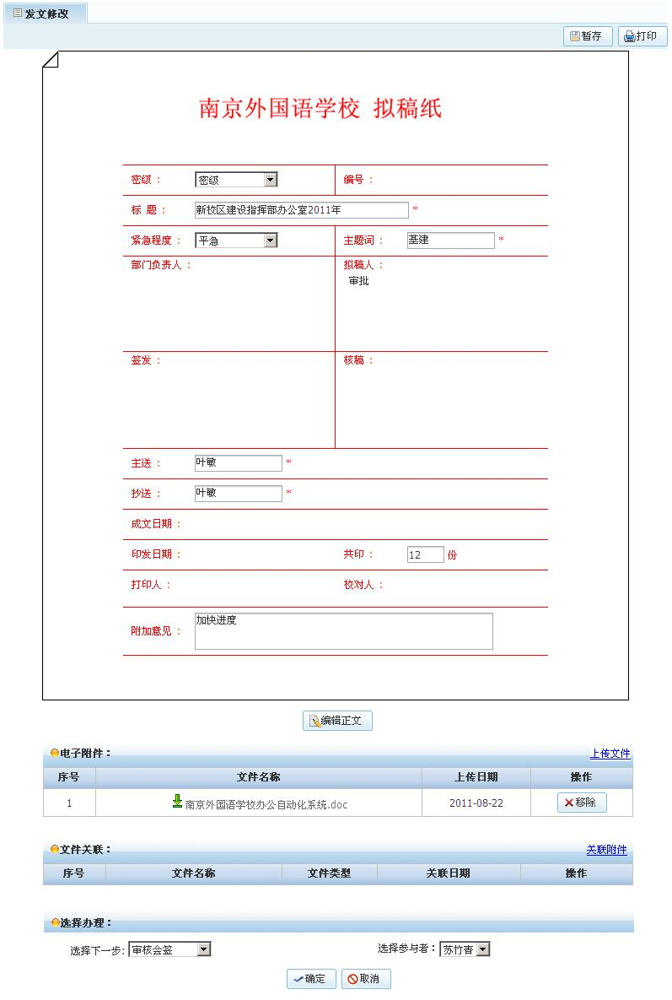 发文修改
暂存 打印
南京外国语学校 拟稿纸
密级： 密级 编号：
标 题： 新校区建设指挥部办公室2011年 *
紧急程度： 平急 主题词： 基建 *
部门负责人： 拟稿人：
审批
签发： 核稿：
主送： 叶敏 *
抄送： 叶敏 *
成文日期：
印发日期： 共印： 12 份
打印人： 校对人：
附加意见： 加快进度
编辑正文
电子附件： 上传文件
序号 文件名称 上传日期 操作
1 南京外国语学校办公自动化系统.doc 2011-08-22 移除
文件关联： 关联附件
序号 文件名称 文件类型 关联日期 操作
选择办理：
选择下一步: 审核会签 选择参与者： 苏竹青
确定 取消